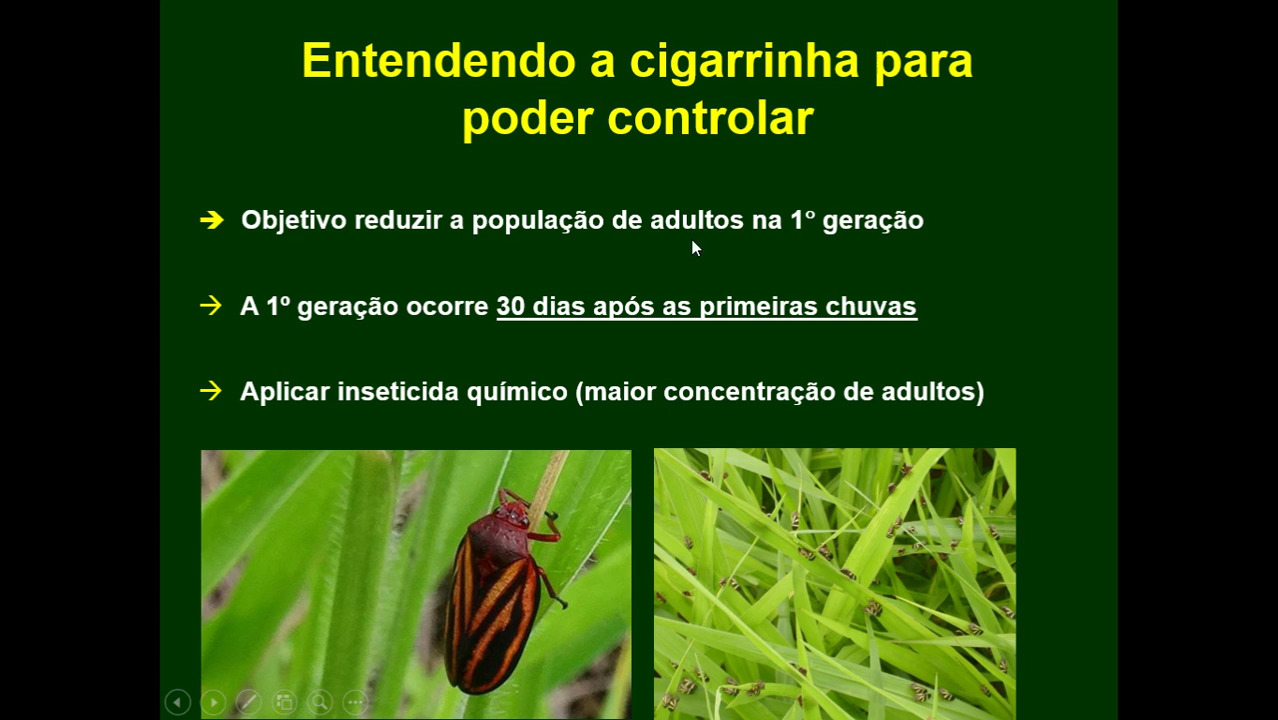 Entendendo a cigarrinha para
poder controlar
➔ Objetivo reduzir a população de adultos na 1° geração
→ A 1º geração ocorre 30 dias após as primeiras chuvas
→ Aplicar inseticida químico (maior concentração de adultos)